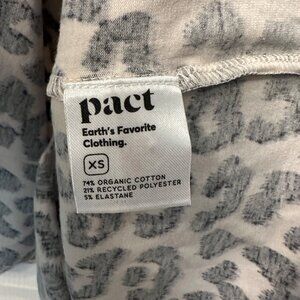 pact
Earth's Favorite
Clothing.
XS
74% ORGANIC COTTON
21% RECYCLED POLYESTER
5% ELASTANE